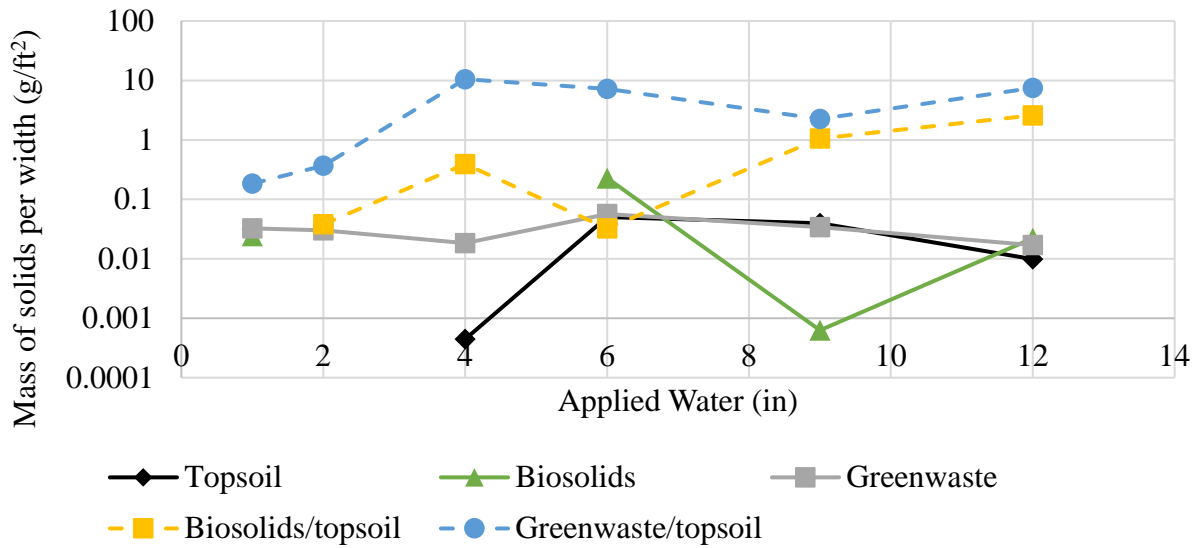 Mass of solids per width (g/ft²)
100
10
1
0.1
0.01
0.001
0.0001
0 2 4 6 8 10 12 14
Applied Water (in)
Topsoil Biosolids Greenwaste
Biosolids/topsoil Greenwaste/topsoil